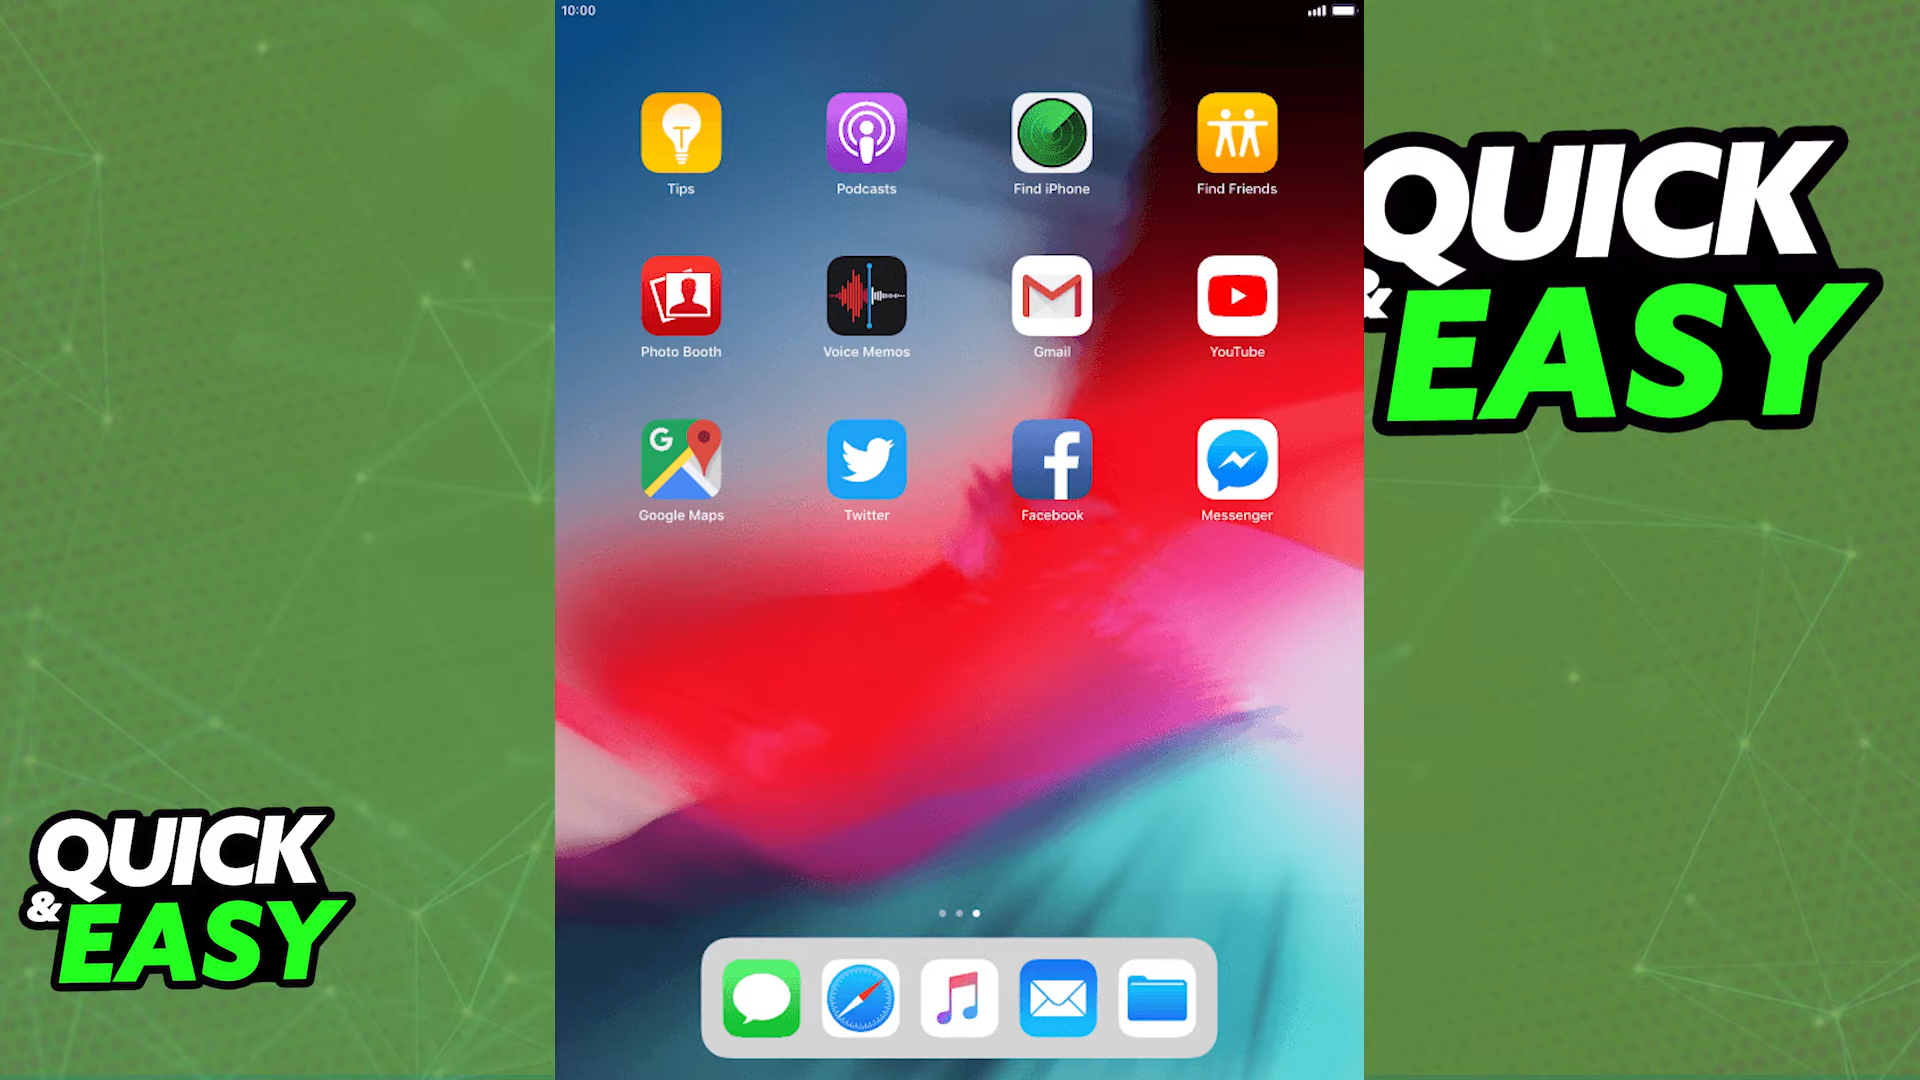 10:00
Tips
Podcasts
Find iPhone
Find Friends
Photo Booth
Voice Memos
Gmail
YouTube
G
Google Maps
Twitter
Facebook
Messenger
QUICK
& EASY
QUICK
& EASY